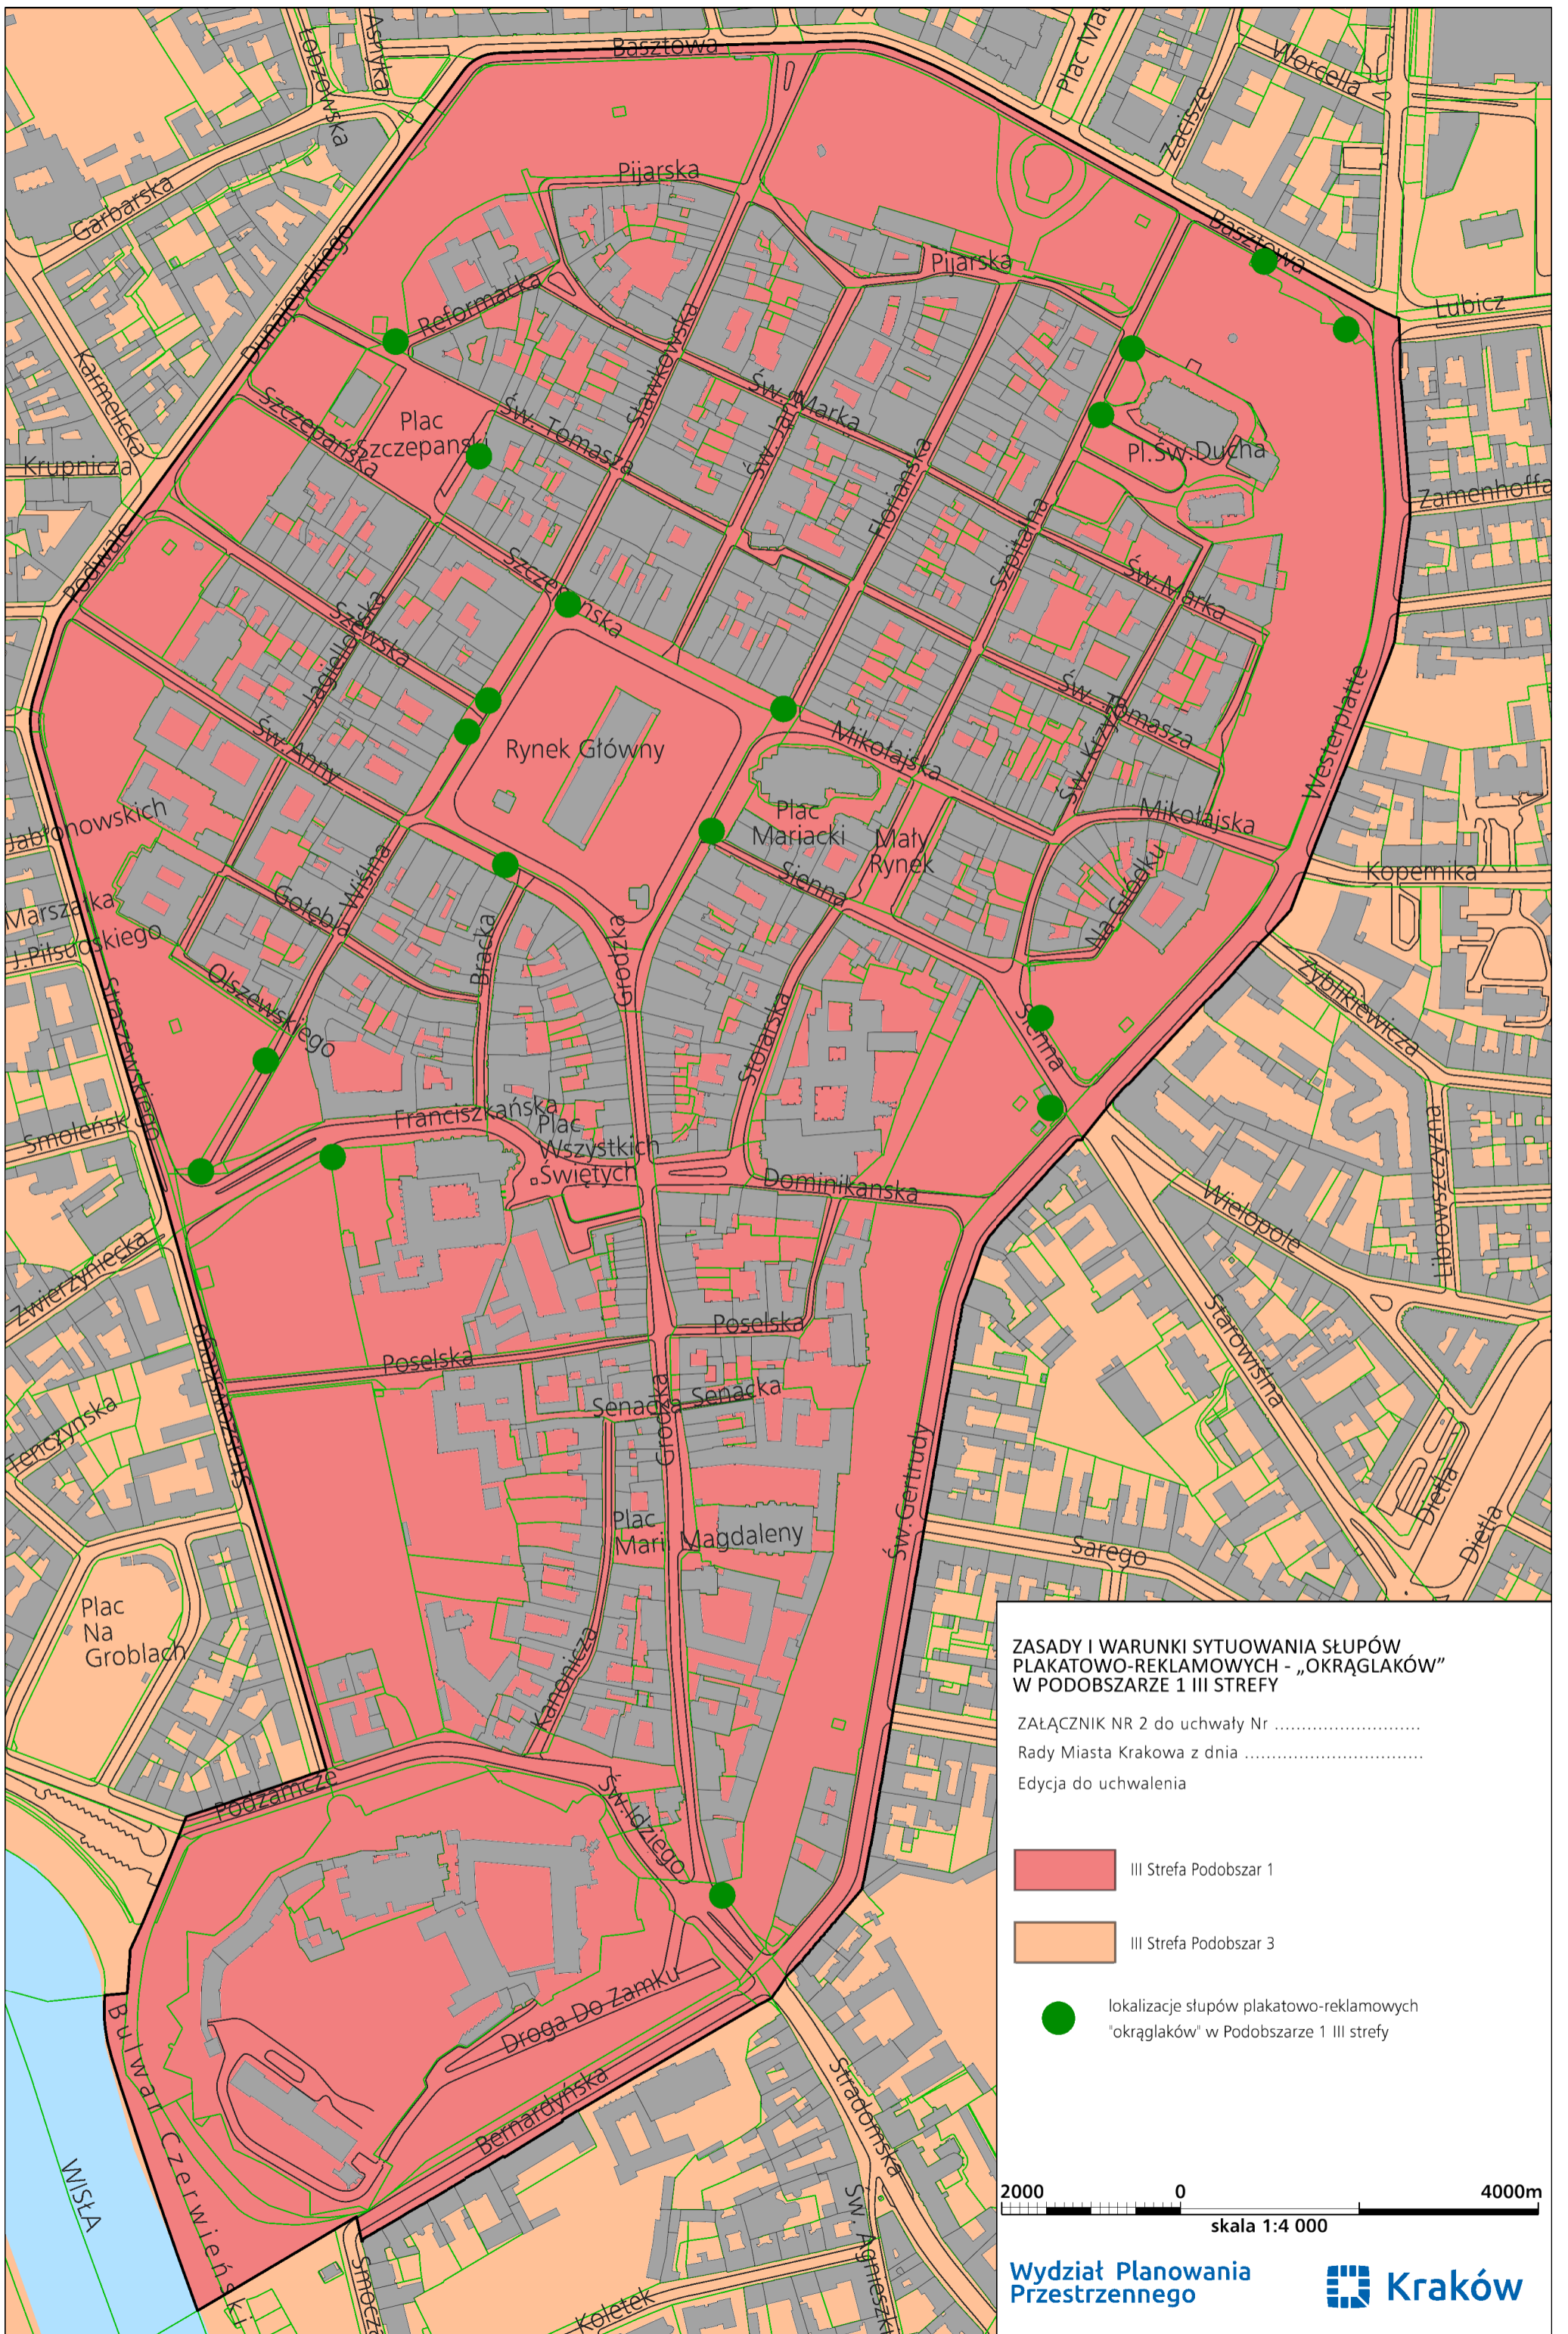 Basztowa
Łobzowska
Asnyka
Worcella
Zacisze
Garbarska
Pijarska
Dunajewskiego
Basztowa
Pijarska
Lubicz
Reformacka
Karmelicka
Sławkowska
Św. Marka
Św. Jana
Szczepańska
Plac
Szczepanski
Św. Tomasza
Floriańska
Pl.Św.Ducha
Krupnicza
Zamenhoffa
Podwale
Szpitalna
Szczepańska
Św.Marka
Szewska
Jagiellońska
Westerplatte
Św. Tomasza
Św. Krzyża
Św. Anny
Rynek Główny
Mikołajska
Mikołajska
Plac
Mariacki
Mały
Rynek
Jabłonowskich
Kopernika
Sienna
Wiślna
Gołębia
Na Gródku
Marszałka
J.Piłsudskiego
Bracka
Grodzka
Zyblikiewicza
Olszewskiego
Straszewskiego
Stolarska
Sienna
Smoleńsk
Franciszkańska
Plac
Wszystkich
Świętych
Dominikanska
Wielopole
Zwierzyniecka
Poselska
Poselska
Starowiślna
Straszewskiego
Senacka
Senacka
Grodzka
Tenczynska
Św.Gertrudy
Dietla
Dietla
Plac
Marii Magdaleny
Sarego
Plac
Na
Groblach
Kanonicza
Podzamcze
Św.Idziego
Droga Do Zamku
Bernardyńska
Bulwar Czerwieński
WISŁA
Stradomska
Św. Agnieszki
Smocza
Koletek
ZASADY I WARUNKI SYTUOWANIA SŁUPÓW
PLAKATOWO-REKLAMOWYCH - „OKRĄGLAKÓW”
W PODOBSZARZE 1 III STREFY
ZAŁĄCZNIK NR 2 do uchwały Nr ............................
Rady Miasta Krakowa z dnia ..................................
Edycja do uchwalenia
III Strefa Podobszar 1
III Strefa Podobszar 3
lokalizacje słupów plakatowo-reklamowych
"okrąglaków" w Podobszarze 1 III strefy
2000 0 4000m
skala 1:4 000
Wydział Planowania
Przestrzennego
Kraków